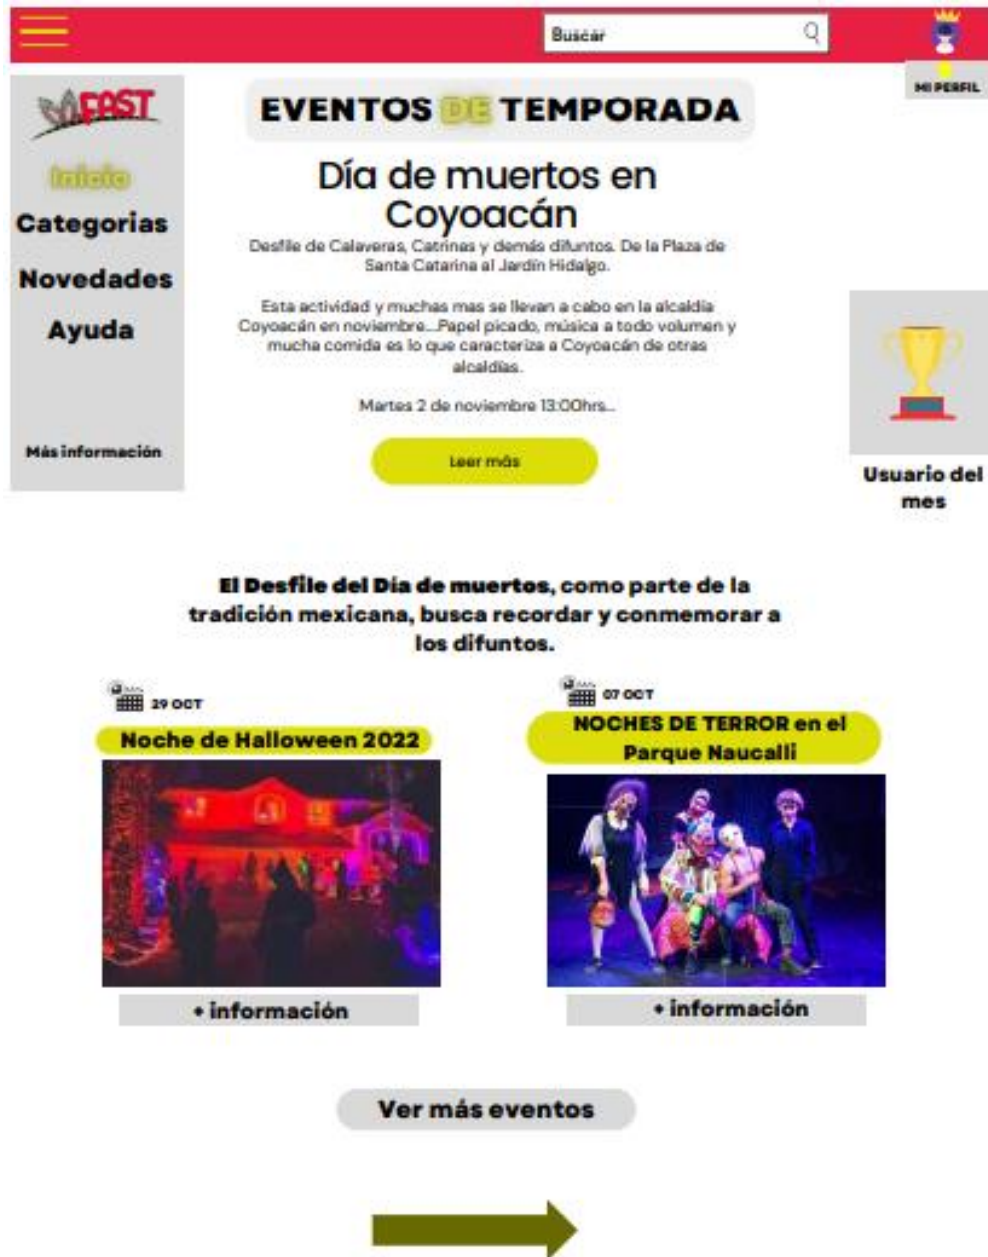 Buscar
MI PERFIL
FAST
Inicio
Categorias
Novedades
Ayuda
Más información
EVENTOS DE TEMPORADA
Día de muertos en
Coyoacán
Desfile de Calaveras, Catrinas y demás difuntos. De la Plaza de
Santa Catarina al Jardín Hidalgo.
Esta actividad y muchas mas se llevan a cabo en la alcaldía
Coyoacán en noviembre...Papel picado, música a todo volumen y
mucha comida es lo que caracteriza a Coyoacán de otras
alcaldías.
Martes 2 de noviembre 13:00hrs...
Leer más
Usuario del
mes
El Desfile del Día de muertos, como parte de la
tradición mexicana, busca recordar y conmemorar a
los difuntos.
29 OCT
Noche de Halloween 2022
+ información
07 OCT
NOCHES DE TERROR en el
Parque Naucalli
+ información
Ver más eventos